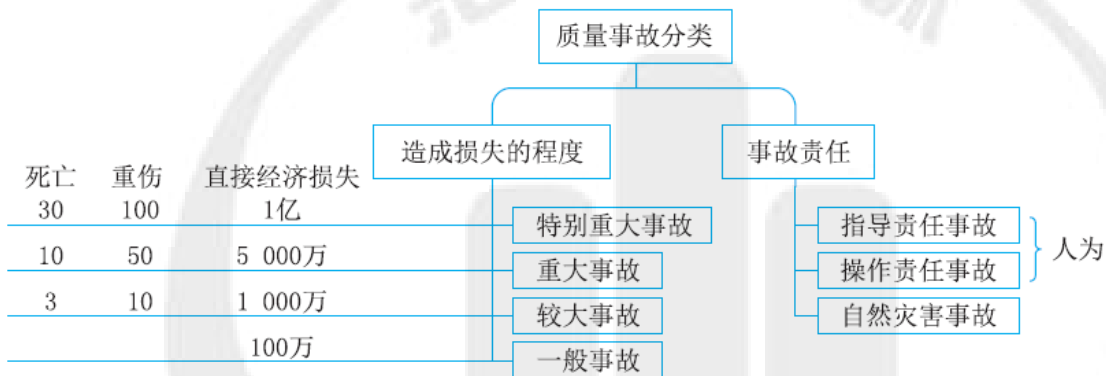 质量事故分类
造成损失的程度
事故责任
死亡 重伤 直接经济损失
30 100 1亿
特别重大事故
指导责任事故
10 50 5 000万
重大事故
操作责任事故
人为
3 10 1 000万
较大事故
自然灾害事故
100万
一般事故